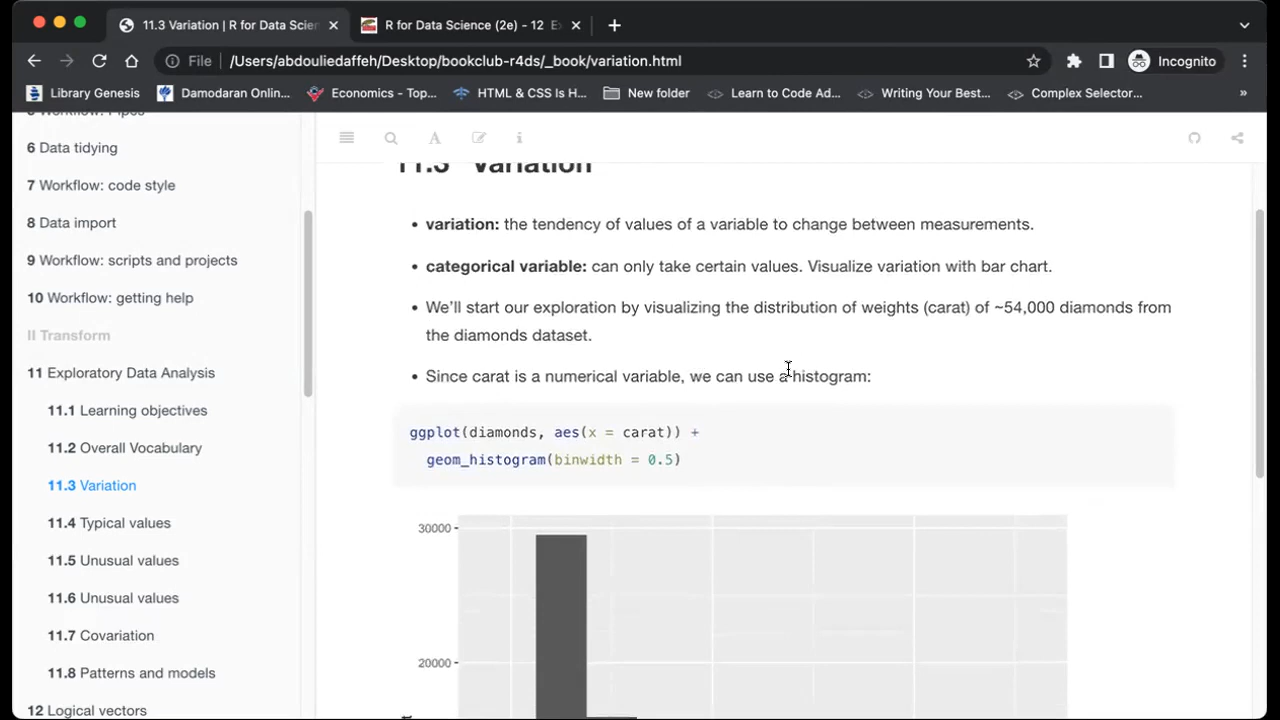 11.3 Variation | R for Data Scien
R for Data Science (2e) - 12 Ex
File /Users/abdouliedaffeh/Desktop/bookclub-r4ds/_book/variation.html
Incognito
Library Genesis
Damodaran Onlin...
Economics - Top...
HTML & CSS Is H...
New folder
Learn to Code Ad...
Writing Your Best...
Complex Selector...
»
5 Workflow: Pipes
6 Data tidying
7 Workflow: code style
8 Data import
9 Workflow: scripts and projects
10 Workflow: getting help
II Transform
11 Exploratory Data Analysis
11.1 Learning objectives
11.2 Overall Vocabulary
11.3 Variation
11.4 Typical values
11.5 Unusual values
11.6 Unusual values
11.7 Covariation
11.8 Patterns and models
12 Logical vectors
11.3 Variation
• variation: the tendency of values of a variable to change between measurements.
• categorical variable: can only take certain values. Visualize variation with bar chart.
• We’ll start our exploration by visualizing the distribution of weights (carat) of ~54,000 diamonds from
the diamonds dataset.
• Since carat is a numerical variable, we can use a histogram:
ggplot(diamonds, aes(x = carat)) +
geom_histogram(binwidth = 0.5)
30000
20000